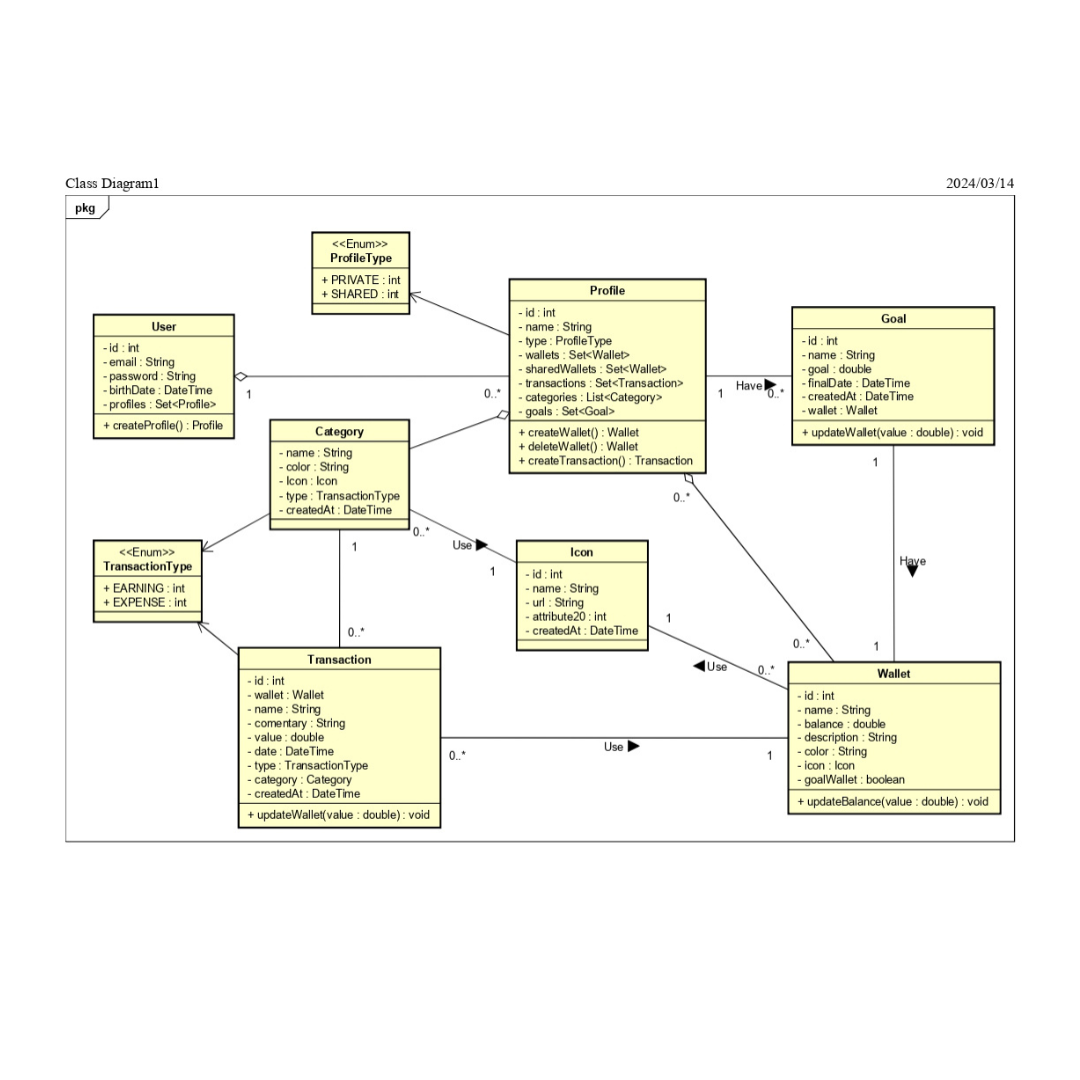 Class Diagram1
2024/03/14
pkg
<<Enum>>
ProfileType
+ PRIVATE : int
+ SHARED : int
Profile
- id : int
- name : String
- type : ProfileType
- wallets : Set<Wallet>
- sharedWallets : Set<Wallet>
- transactions : Set<Transaction>
- categories : List<Category>
- goals : Set<Goal>
+ createWallet() : Wallet
+ deleteWallet() : Wallet
+ createTransaction() : Transaction
Goal
- id : int
- name : String
- goal : double
- finalDate : DateTime
- createdAt : DateTime
- wallet : Wallet
+ updateWallet(value : double) : void
User
- id : int
- email : String
- password : String
- birthDate : DateTime
- profiles : Set<Profile>
+ createProfile() : Profile
1
0..*
1
Have
0..*
Category
- name : String
- color : String
- Icon : Icon
- type : TransactionType
- createdAt : DateTime
0..*
Use
1
1
0..*
1
Have
1
0..*
0..*
<<Enum>>
TransactionType
+ EARNING : int
+ EXPENSE : int
Icon
- id : int
- name : String
- url : String
- attribute20 : int
- createdAt : DateTime
1
Use
0..*
Transaction
- id : int
- wallet : Wallet
- name : String
- comentary : String
- value : double
- date : DateTime
- type : TransactionType
- category : Category
- createdAt : DateTime
+ updateWallet(value : double) : void
0..*
Use
1
Wallet
- id : int
- name : String
- balance : double
- description : String
- color : String
- icon : Icon
- goalWallet : boolean
+ updateBalance(value : double) : void